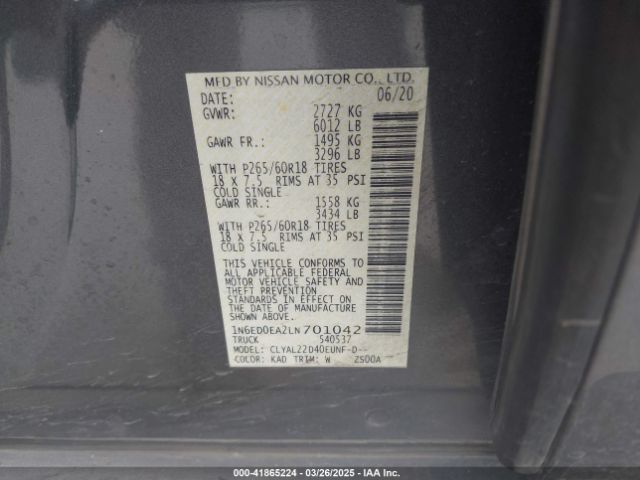 MFD BY NISSAN MOTOR CO., LTD.
DATE: 06/20
GVWR: 2727 KG
6012 LB
GAWR FR.: 1495 KG
3296 LB
WITH P265/60R18 TIRES
18 X 7.5 RIMS AT 35 PSI
COLD SINGLE
GAWR RR.: 1558 KG
3434 LB
WITH P265/60R18 TIRES
18 X 7.5 RIMS AT 35 PSI
COLD SINGLE
THIS VEHICLE CONFORMS TO
ALL APPLICABLE FEDERAL
MOTOR VEHICLE SAFETY AND
THEFT PREVENTION
STANDARDS IN EFFECT ON
THE DATE OF MANUFACTURE
SHOWN ABOVE.
1N6ED0EA2LN701042
TRUCK 540537
MODEL: CLYAL22D40EUNF-D--
COLOR: KAD TRIM: W ZS00A
000-41865224 | 03/26/2025 - IAA Inc.